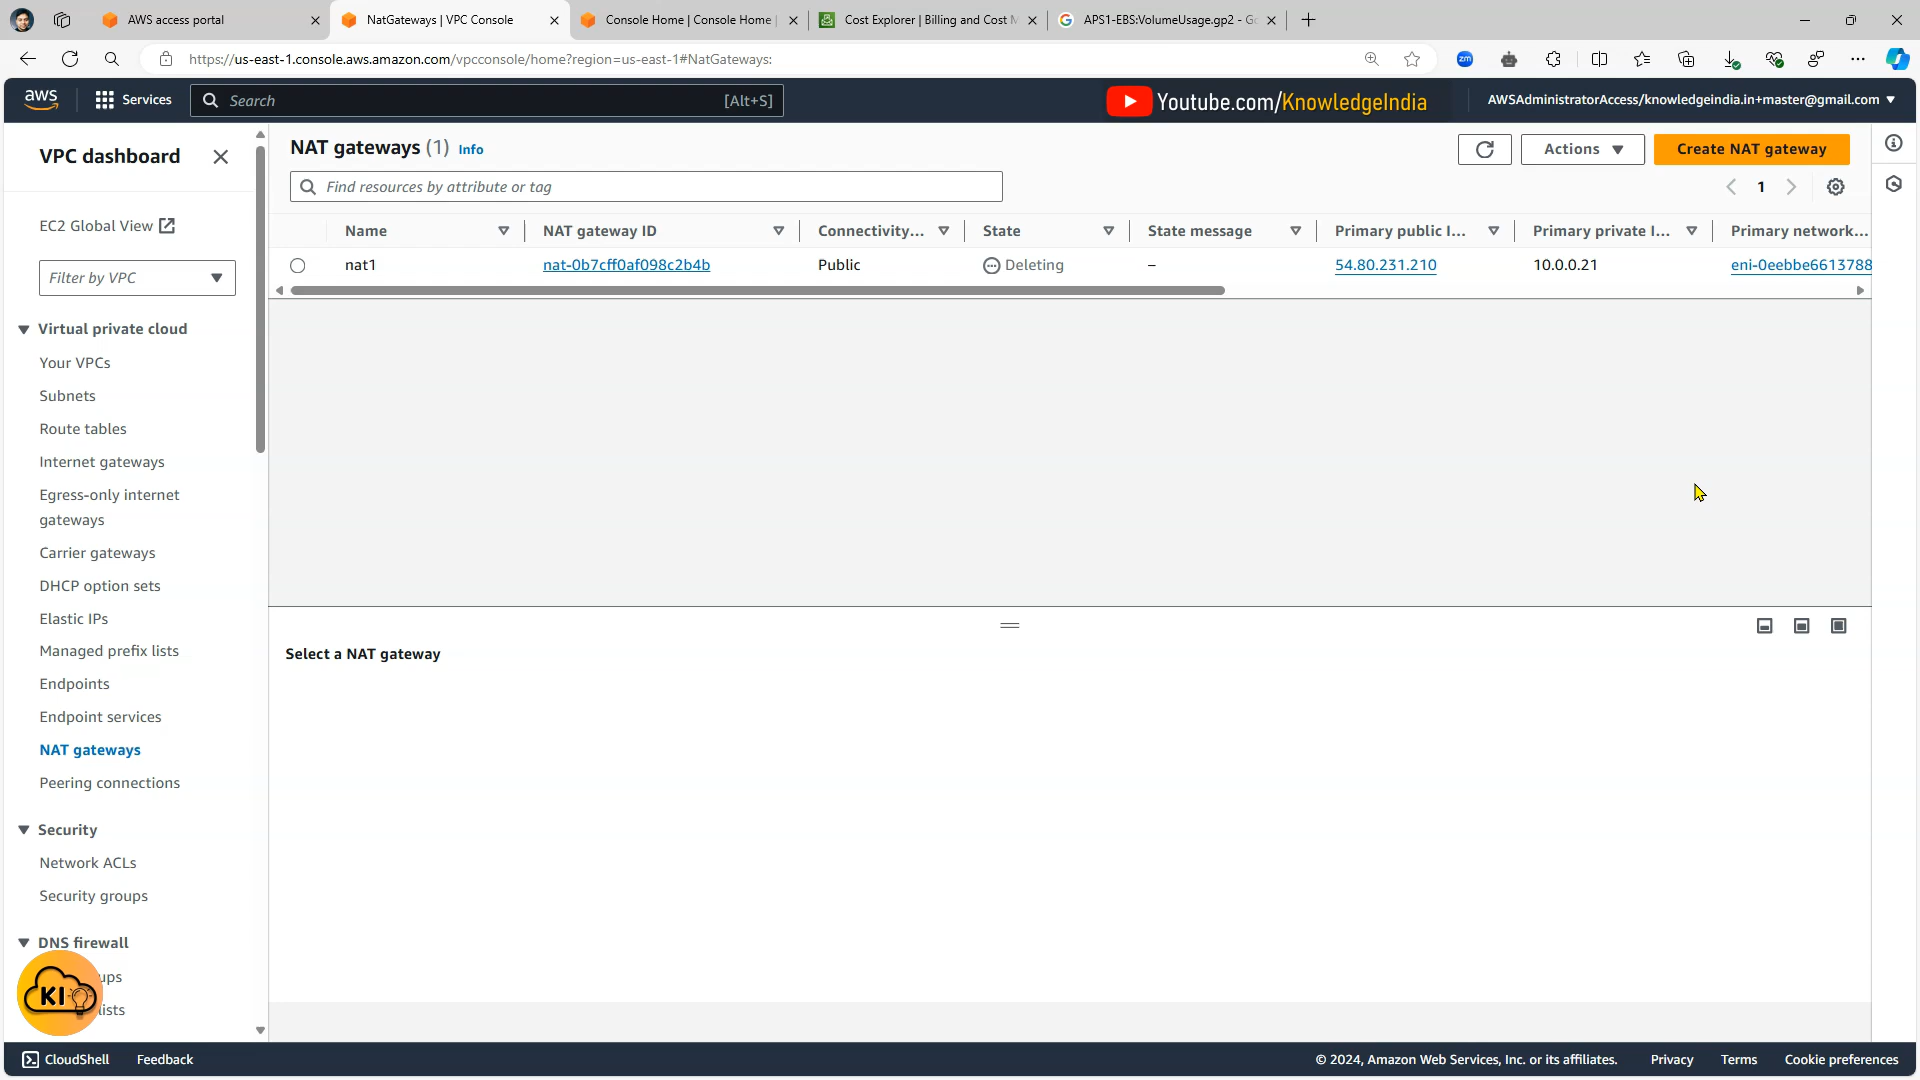 AWS access portal
NatGateways | VPC Console
Console Home | Console Home |
Cost Explorer | Billing and Cost M
APS1-EBS:VolumeUsage.gp2 - Go
https://us-east-1.console.aws.amazon.com/vpcconsole/home?region=us-east-1#NatGateways:
zm
aws
Services
Search
[Alt+S]
Youtube.com/KnowledgeIndia
AWSAdministratorAccess/knowledgeindia.in+master@gmail.com
VPC dashboard
EC2 Global View
Filter by VPC
Virtual private cloud
Your VPCs
Subnets
Route tables
Internet gateways
Egress-only internet
gateways
Carrier gateways
DHCP option sets
Elastic IPs
Managed prefix lists
Endpoints
Endpoint services
NAT gateways
Peering connections
Security
Network ACLs
Security groups
DNS firewall
ups
lists
KI
NAT gateways (1) Info
Actions
Create NAT gateway
Find resources by attribute or tag
1
Name NAT gateway ID Connectivity... State State message Primary public I... Primary private I... Primary network...
nat1 nat-0b7cff0af098c2b4b Public Deleting – 54.80.231.210 10.0.0.21 eni-0eebbe6613788
Select a NAT gateway
CloudShell
Feedback
© 2024, Amazon Web Services, Inc. or its affiliates.
Privacy
Terms
Cookie preferences